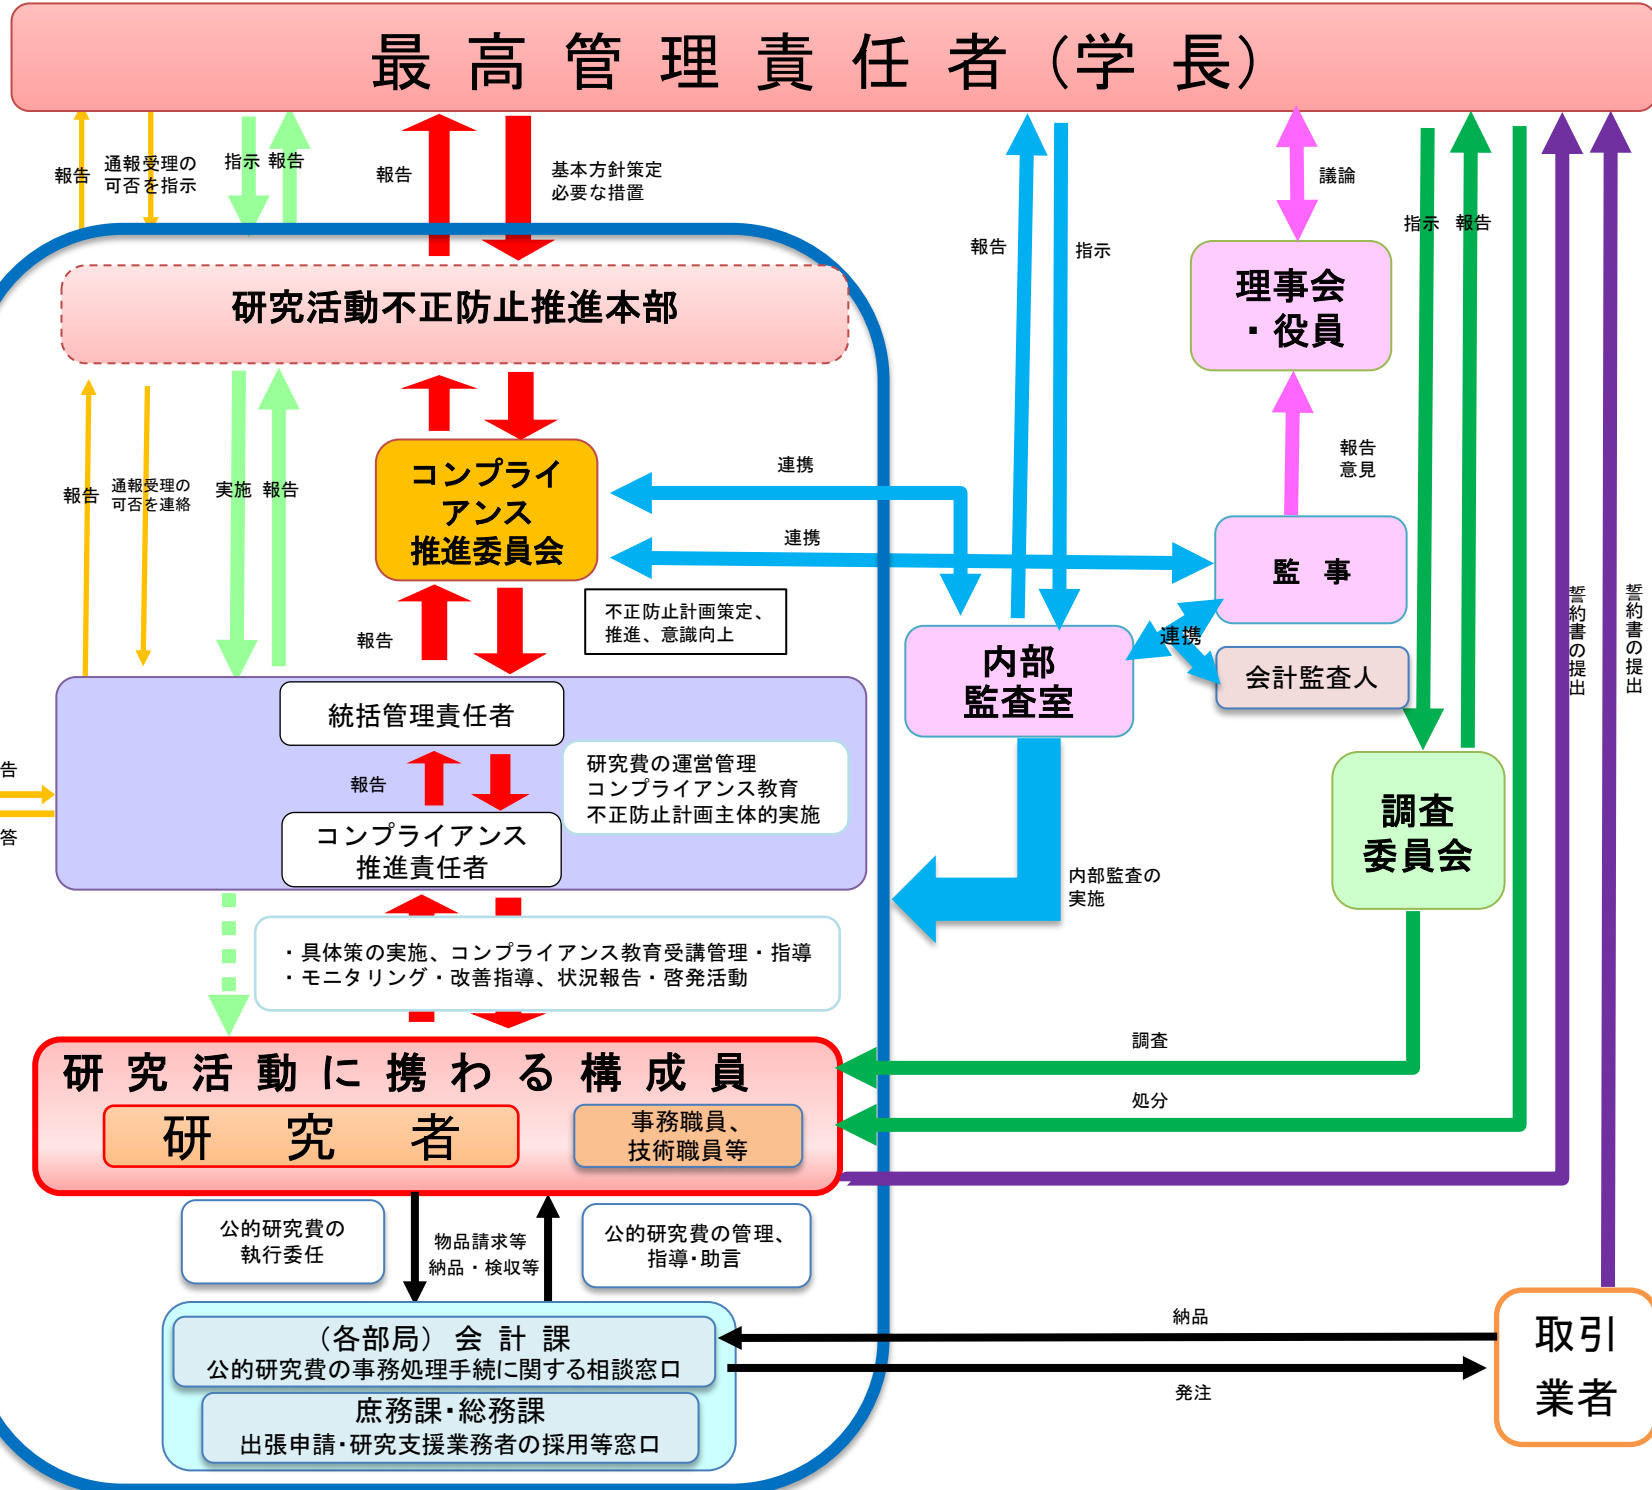 最高管理責任者（学長）
報告
通報受理の
可否を指示
指示
報告
報告
基本方針策定
必要な措置
報告
指示
議論
指示
報告
研究活動不正防止推進本部
理事会
・役員
報告
通報受理の
可否を連絡
実施
報告
コンプライ
アンス
推進委員会
連携
連携
報告
意見
監　事
不正防止計画策定、
推進、意識向上
報告
内部
監査室
連携
会計監査人
誓約書の提出
誓約書の提出
統括管理責任者
報告
研究費の運営管理
コンプライアンス教育
不正防止計画主体的実施
コンプライアンス
推進責任者
告
答
内部監査の
実施
調査
委員会
・具体策の実施、コンプライアンス教育受講管理・指導
・モニタリング・改善指導、状況報告・啓発活動
研究活動に携わる構成員
研究者
事務職員、
技術職員等
調査
処分
公的研究費の
執行委任
物品請求等
納品・検収等
公的研究費の管理、
指導・助言
（各部局）会計課
公的研究費の事務処理手続に関する相談窓口
庶務課・総務課
出張申請・研究支援業務者の採用等窓口
納品
発注
取引
業者